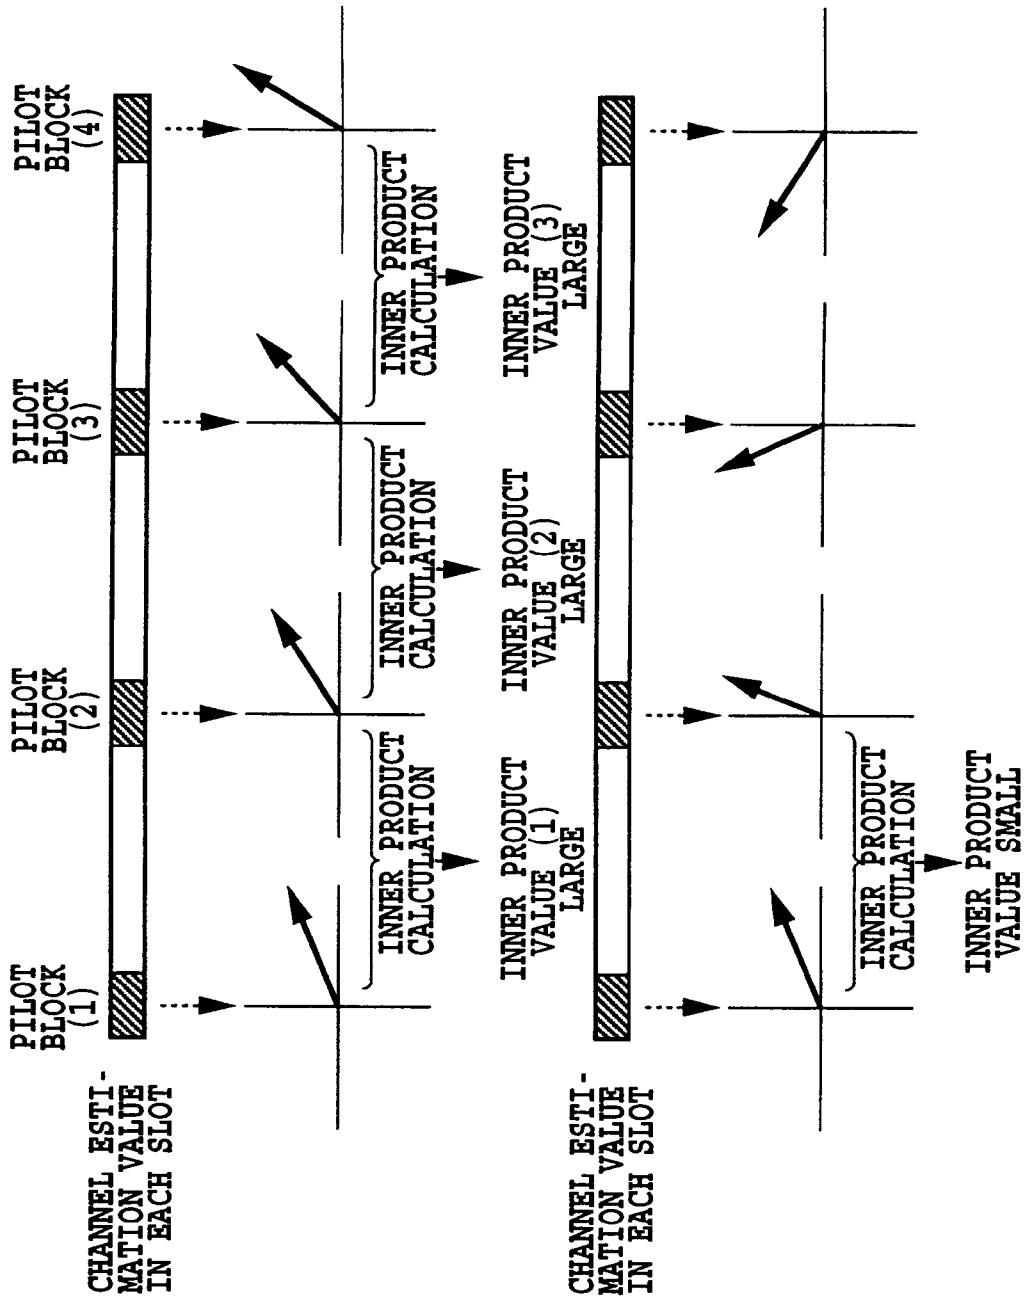 PILOT
BLOCK
(1)
PILOT
BLOCK
(2)
PILOT
BLOCK
(3)
PILOT
BLOCK
(4)
CHANNEL ESTI-
MATION VALUE
IN EACH SLOT
INNER PRODUCT
CALCULATION
INNER PRODUCT
CALCULATION
INNER PRODUCT
CALCULATION
INNER PRODUCT
VALUE (1)
LARGE
INNER PRODUCT
VALUE (2)
LARGE
INNER PRODUCT
VALUE (3)
LARGE
CHANNEL ESTI-
MATION VALUE
IN EACH SLOT
INNER PRODUCT
CALCULATION
INNER PRODUCT
VALUE SMALL